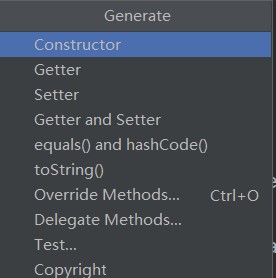 Generate
Constructor
Getter
Setter
Getter and Setter
equals() and hashCode()
toString()
Override Methods... Ctrl+O
Delegate Methods...
Test...
Copyright